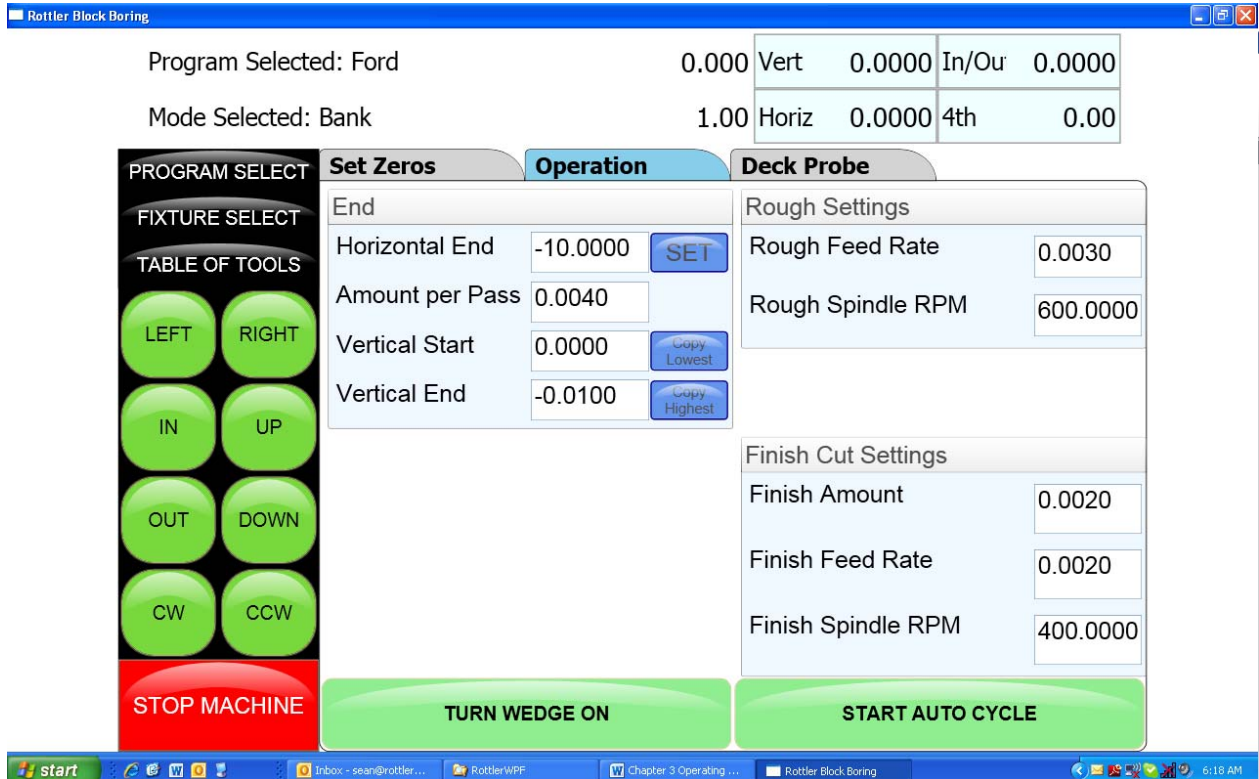 Rottler Block Boring
Program Selected: Ford
0.000
Vert 0.0000 In/Ou 0.0000
Mode Selected: Bank
1.00
Horiz 0.0000 4th 0.00
PROGRAM SELECT
FIXTURE SELECT
TABLE OF TOOLS
LEFT RIGHT
IN UP
OUT DOWN
CW CCW
STOP MACHINE
Set Zeros Operation Deck Probe
End
Horizontal End -10.0000 SET
Amount per Pass 0.0040
Vertical Start 0.0000 Copy Lowest
Vertical End -0.0100 Copy Highest
Rough Settings
Rough Feed Rate 0.0030
Rough Spindle RPM 600.0000
Finish Cut Settings
Finish Amount 0.0020
Finish Feed Rate 0.0020
Finish Spindle RPM 400.0000
TURN WEDGE ON START AUTO CYCLE
start Inbox - sean@rottler... RottlerWPF Chapter 3 Operating ... Rottler Block Boring 6:18 AM